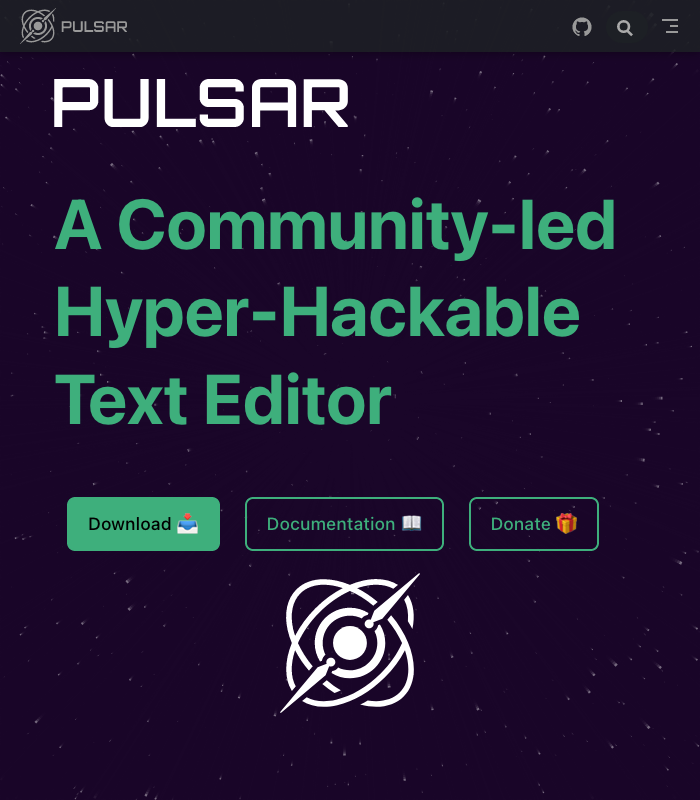 PULSAR
PULSAR
A Community-led
Hyper-Hackable
Text Editor
Download 📥 Documentation 📖 Donate 🎁